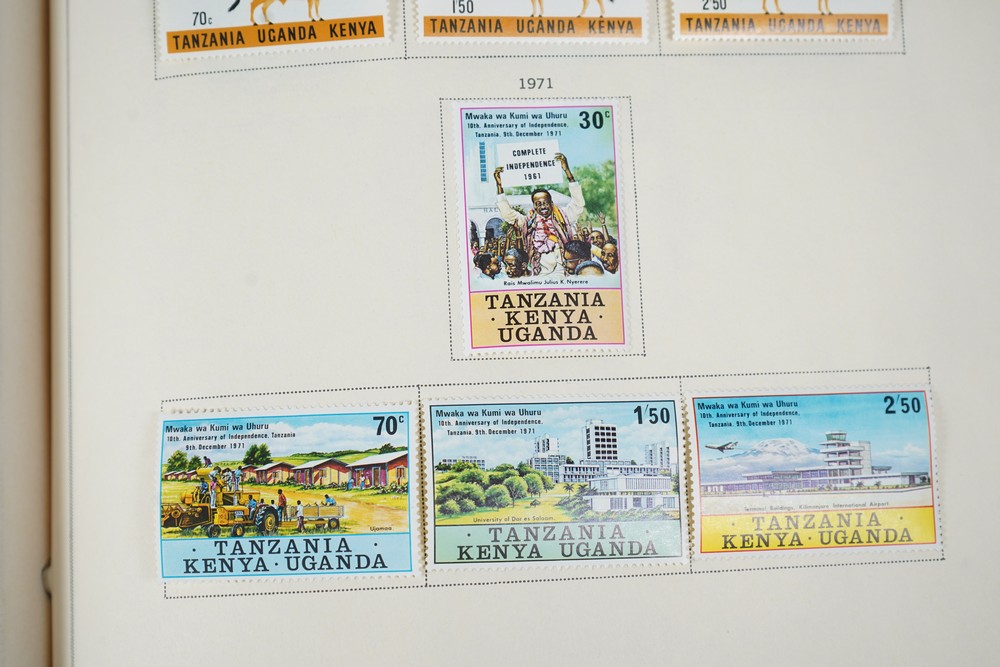 70c
1'50
2'50
TANZANIA UGANDA KENYA
TANZANIA UGANDA KENYA
TANZANIA UGANDA KENYA
1971
Mwaka wa Kumi wa Uhuru
30c
10th. Anniversary of Independence,
Tanzania. 9th. December 1971
COMPLETE
INDEPENDENCE
1961
Rais Mwalimu Julius K. Nyerere
TANZANIA
· KENYA ·
UGANDA
Mwaka wa Kumi wa Uhuru
70c
10th. Anniversary of Independence, Tanzania
9th. December 1971
Ujamaa
· TANZANIA ·
KENYA · UGANDA
Mwaka wa Kumi wa Uhuru
1/50
10th. Anniversary of Independence,
Tanzania. 9th. December 1971
University of Dar es Salaam.
· TANZANIA ·
KENYA UGANDA
Mwaka wa Kumi wa Uhuru
2/50
10th. Anniversary of Independence,
Tanzania. 9th. December 1971
Buildings, Kilimanjaro International Airport.
· TANZANIA ·
KENYA · UGANDA